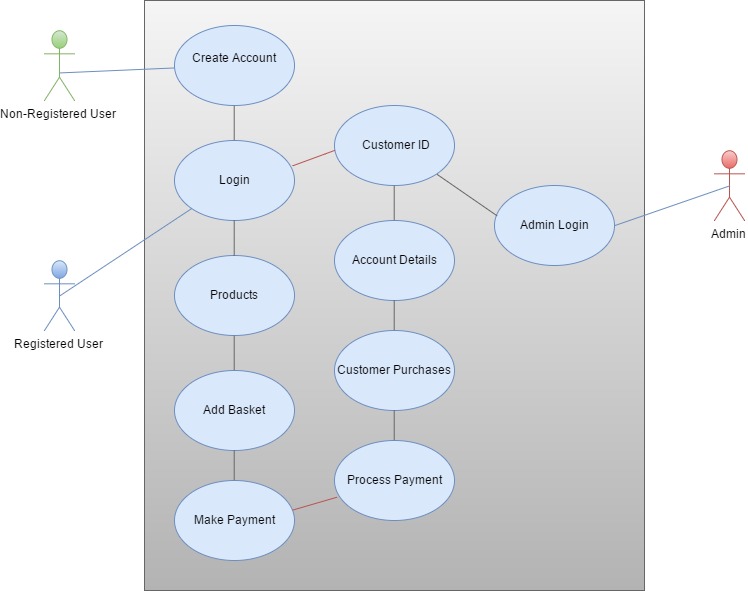 Create Account
Non-Registered User
Customer ID
Login
Admin Login
Admin
Account Details
Products
Registered User
Customer Purchases
Add Basket
Process Payment
Make Payment